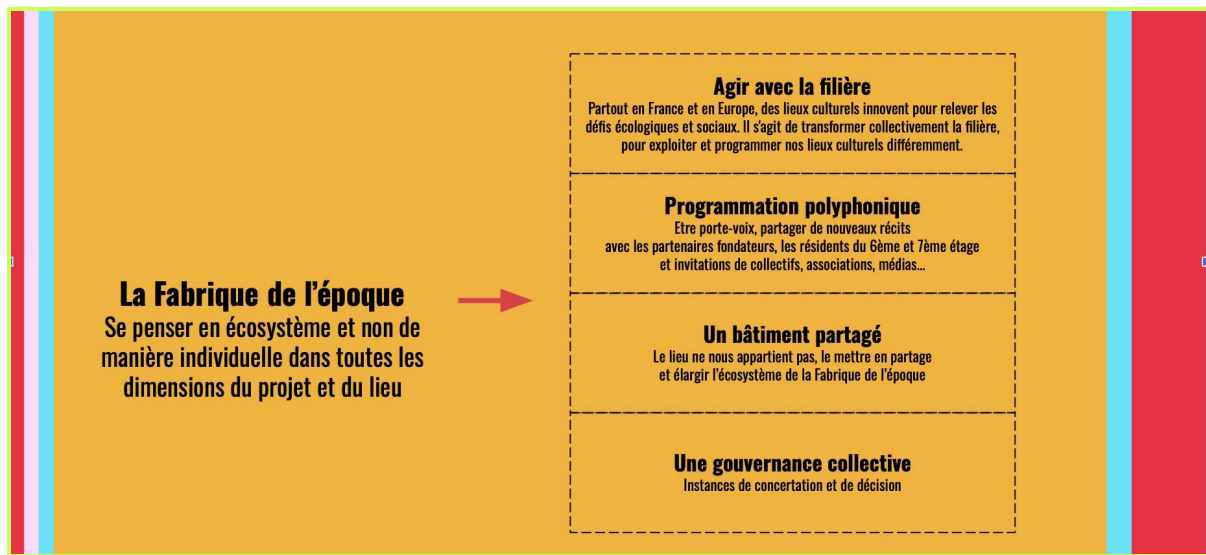 La Fabrique de l’époque
Se penser en écosystème et non de
manière individuelle dans toutes les
dimensions du projet et du lieu
Agir avec la filière
Partout en France et en Europe, des lieux culturels innovent pour relever les
défis écologiques et sociaux. Il s'agit de transformer collectivement la filière,
pour exploiter et programmer nos lieux culturels différemment.
Programmation polyphonique
Etre porte-voix, partager de nouveaux récits
avec les partenaires fondateurs, les résidents du 6ème et 7ème étage
et invitations de collectifs, associations, médias...
Un bâtiment partagé
Le lieu ne nous appartient pas, le mettre en partage
et élargir l’écosystème de la Fabrique de l’époque
Une gouvernance collective
Instances de concertation et de décision